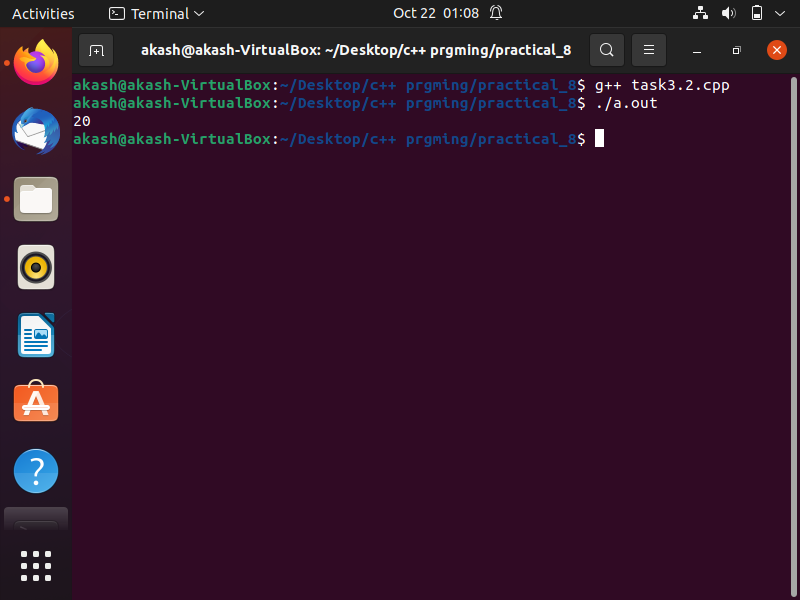 Activities Terminal Oct 22 01:08
akash@akash-VirtualBox: ~/Desktop/c++ prgming/practical_8
akash@akash-VirtualBox:~/Desktop/c++ prgming/practical_8$ g++ task3.2.cpp
akash@akash-VirtualBox:~/Desktop/c++ prgming/practical_8$ ./a.out
20
akash@akash-VirtualBox:~/Desktop/c++ prgming/practical_8$